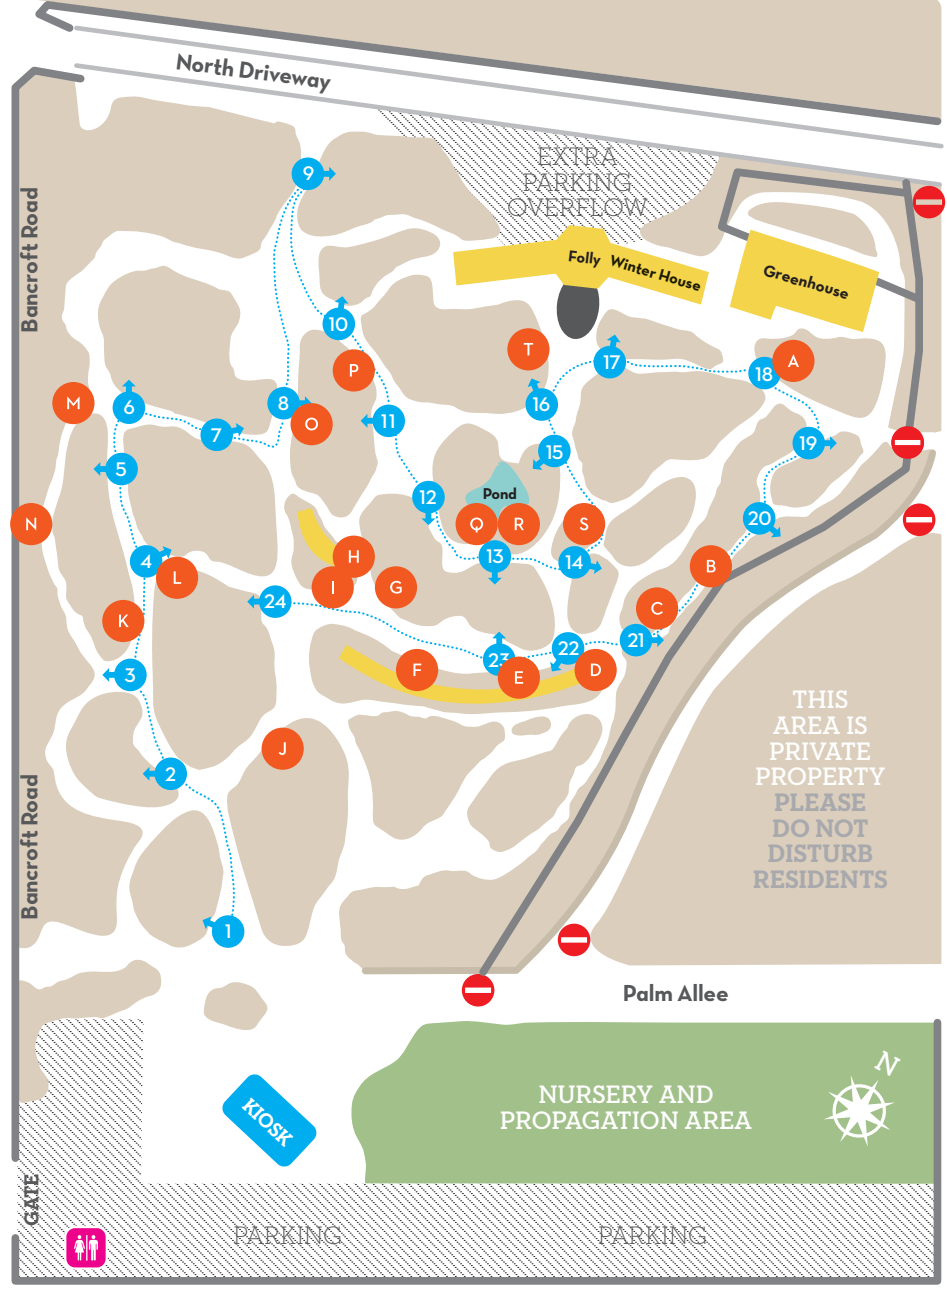 North Driveway
EXTRA
PARKING
OVERFLOW
9
Bancroft Road
Folly
Winter House
Greenhouse
10
T
17
A
P
18
M
6
8
O
16
11
7
19
15
5
12
Pond
20
N
Q
R
S
4
H
13
14
B
L
I
G
24
C
K
21
22
23
3
F
E
D
THIS
AREA IS
PRIVATE
PROPERTY
PLEASE
DO NOT
DISTURB
RESIDENTS
J
2
Bancroft Road
1
Palm Allee
N
KIOSK
NURSERY AND
PROPAGATION AREA
GATE
PARKING
PARKING